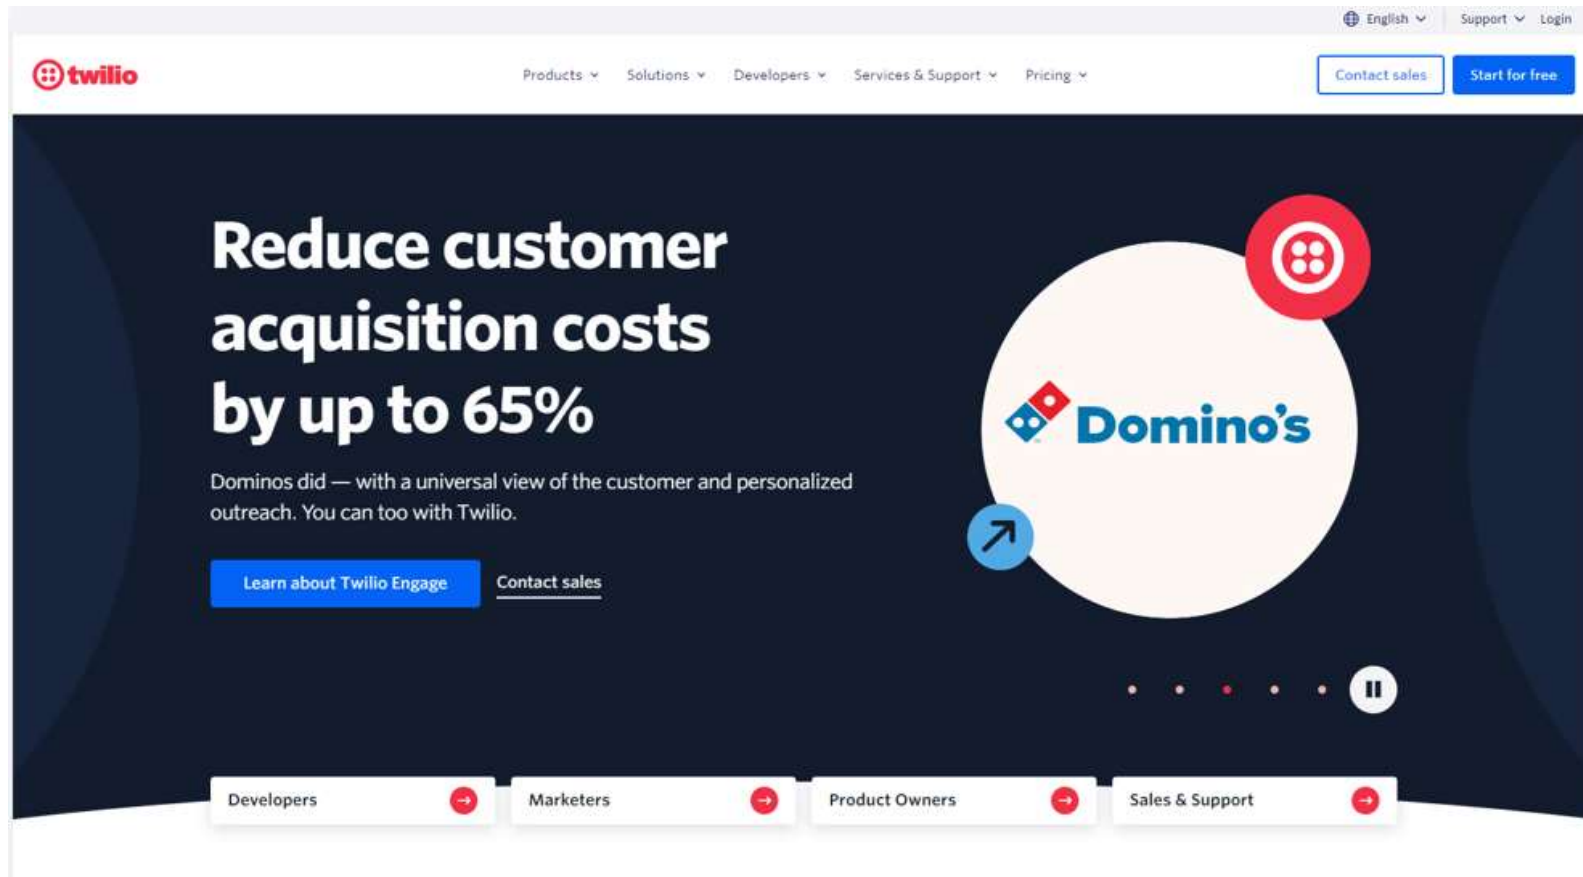 English Support Login
twilio Products Solutions Developers Services & Support Pricing Contact sales Start for free
Reduce customer
acquisition costs
by up to 65%
Dominos did — with a universal view of the customer and personalized
outreach. You can too with Twilio.
Learn about Twilio Engage Contact sales
Domino's
Developers Marketers Product Owners Sales & Support